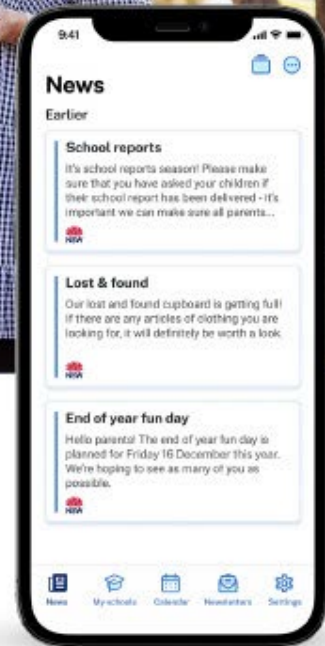 9:41
News
Earlier
School reports
It's school reports season! Please make
sure that you have asked your children if
their school report has been delivered - it's
important we can make sure all parents...
NSW
Lost & found
Our lost and found cupboard is getting full!
If there are any articles of clothing you are
looking for, it will definitely be worth a look.
NSW
End of year fun day
Hello parents! The end of year fun day is
planned for Friday 16 December this year.
We're hoping to see as many of you as
possible.
NSW
News My schools Calendar Newsletters Settings